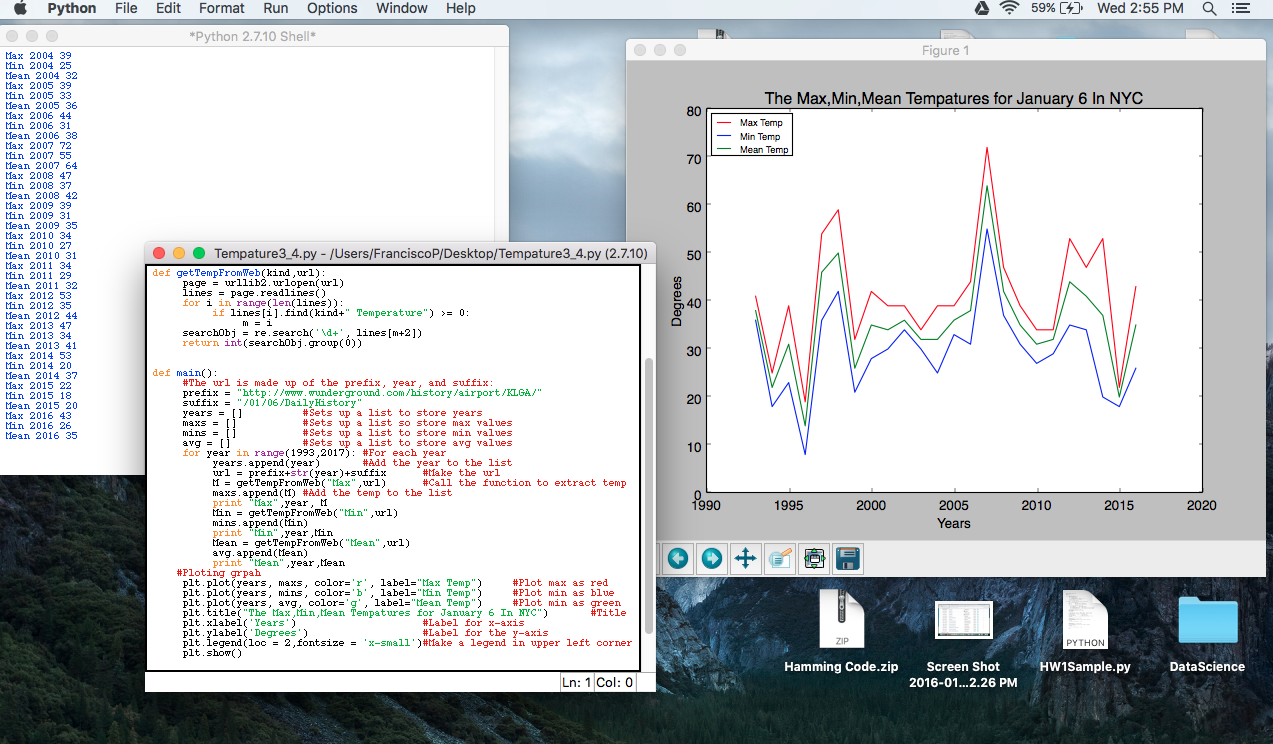 Python File Edit Format Run Options Window Help 59% Wed 2:55 PM
*Python 2.7.10 Shell*
Max 2004 39
Min 2004 25
Mean 2004 32
Max 2005 39
Min 2005 33
Mean 2005 36
Max 2006 44
Min 2006 31
Mean 2006 38
Max 2007 72
Min 2007 55
Mean 2007 64
Max 2008 47
Min 2008 37
Mean 2008 42
Max 2009 39
Min 2009 31
Mean 2009 35
Max 2010 34
Min 2010 27
Mean 2010 31
Max 2011 34
Min 2011 29
Mean 2011 32
Max 2012 53
Min 2012 35
Mean 2012 44
Max 2013 47
Min 2013 34
Mean 2013 41
Max 2014 53
Min 2014 20
Mean 2014 37
Max 2015 22
Min 2015 18
Mean 2015 20
Max 2016 43
Min 2016 26
Mean 2016 35
Tempature3_4.py - /Users/FranciscoP/Desktop/Tempature3_4.py (2.7.10)
def getTempFromWeb(kind,url):
page = urllib2.urlopen(url)
lines = page.readlines()
for i in range(len(lines)):
if lines[i].find(kind+" Temperature") >= 0:
m = i
searchObj = re.search('\d+', lines[m+2])
return int(searchObj.group(0))
def main():
#The url is made up of the prefix, year, and suffix:
prefix = "http://www.wunderground.com/history/airport/KLGA/"
suffix = "/01/06/DailyHistory"
years = [] #Sets up a list to store years
maxs = [] #Sets up a list so store max values
mins = [] #Sets up a list to store min values
avg = [] #Sets up a list to store avg values
for year in range(1993,2017): #For each year
years.append(year) #Add the year to the list
url = prefix+str(year)+suffix #Make the url
M = getTempFromWeb("Max",url) #Call the function to extract temp
maxs.append(M) #Add the temp to the list
print "Max",year, M
Min = getTempFromWeb("Min",url)
mins.append(Min)
print "Min",year,Min
Mean = getTempFromWeb("Mean",url)
avg.append(Mean)
print "Mean",year,Mean
#Ploting grpah
plt.plot(years, maxs, color='r', label="Max Temp") #Plot max as red
plt.plot(years, mins, color='b', label="Min Temp") #Plot min as blue
plt.plot(years, avg, color='g', label="Mean Temp") #Plot min as green
plt.title("The Max,Min,Mean Tempatures for January 6 In NYC") #Title
plt.xlabel('Years') #Label for x-axis
plt.ylabel('Degrees') #Label for the y-axis
plt.legend(loc = 2,fontsize = 'x-small')#Make a legend in upper left corner
plt.show()
Ln: 1 Col: 0
Figure 1
The Max,Min,Mean Tempatures for January 6 In NYC
Max Temp
Min Temp
Mean Temp
80
70
60
50
40
30
20
10
0
Degrees
1990 1995 2000 2005 2010 2015 2020
Years
ZIP
PYTHON
Hamming Code.zip
Screen Shot
2016-01...2.26 PM
HW1Sample.py
DataScience